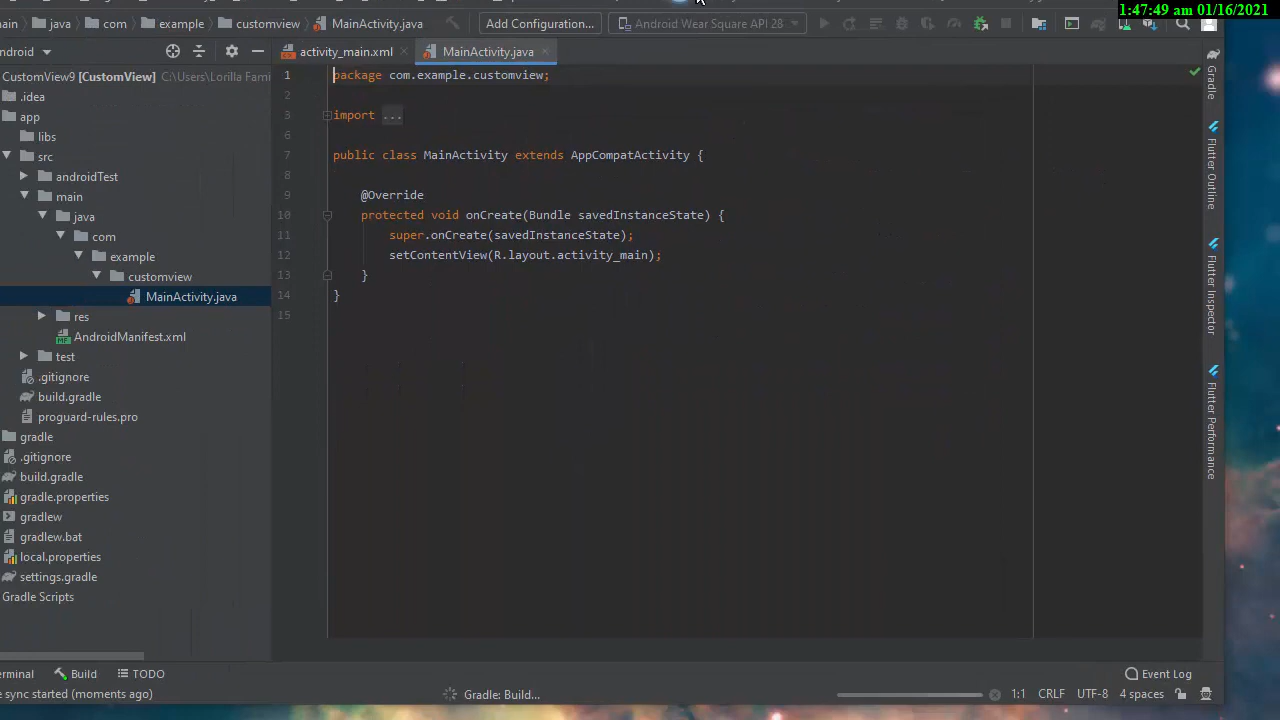 1:47:49 am 01/16/2021
ain java com example customview MainActivity.java Add Configuration... Android Wear Square API 28
ndroid
activity_main.xml MainActivity.java
CustomView9 [CustomView] C:\Users\Lorilla Fami
.idea
app
libs
src
androidTest
main
java
com
example
customview
MainActivity.java
res
AndroidManifest.xml
test
.gitignore
build.gradle
proguard-rules.pro
gradle
.gitignore
build.gradle
gradle.properties
gradlew
gradlew.bat
local.properties
settings.gradle
Gradle Scripts
1 package com.example.customview;
2
3 import ...
6
7 public class MainActivity extends AppCompatActivity {
8
9 @Override
10 protected void onCreate(Bundle savedInstanceState) {
11 super.onCreate(savedInstanceState);
12 setContentView(R.layout.activity_main);
13 }
14 }
15
Gradle
Flutter Outline
Flutter Inspector
Flutter Performance
erminal Build TODO Event Log
e sync started (moments ago) Gradle: Build... 1:1 CRLF UTF-8 4 spaces